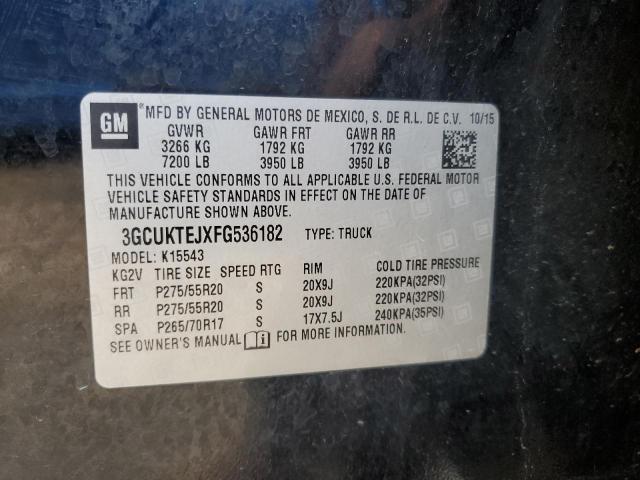 GM
®MFD BY GENERAL MOTORS DE MEXICO, S. DE R.L. DE C.V. 10/15
GVWR GAWR FRT GAWR RR
3266 KG 1792 KG 1792 KG
7200 LB 3950 LB 3950 LB
THIS VEHICLE CONFORMS TO ALL APPLICABLE U.S. FEDERAL MOTOR
VEHICLE SAFETY STANDARDS IN EFFECT ON THE DATE OF
MANUFACTURE SHOWN ABOVE.
3GCUKTEJXFG536182 TYPE: TRUCK
MODEL: K15543
KG2V TIRE SIZE SPEED RTG RIM COLD TIRE PRESSURE
FRT P275/55R20 S 20X9J 220KPA(32PSI)
RR P275/55R20 S 20X9J 220KPA(32PSI)
SPA P265/70R17 S 17X7.5J 240KPA(35PSI)
SEE OWNER'S MANUAL FOR MORE INFORMATION.